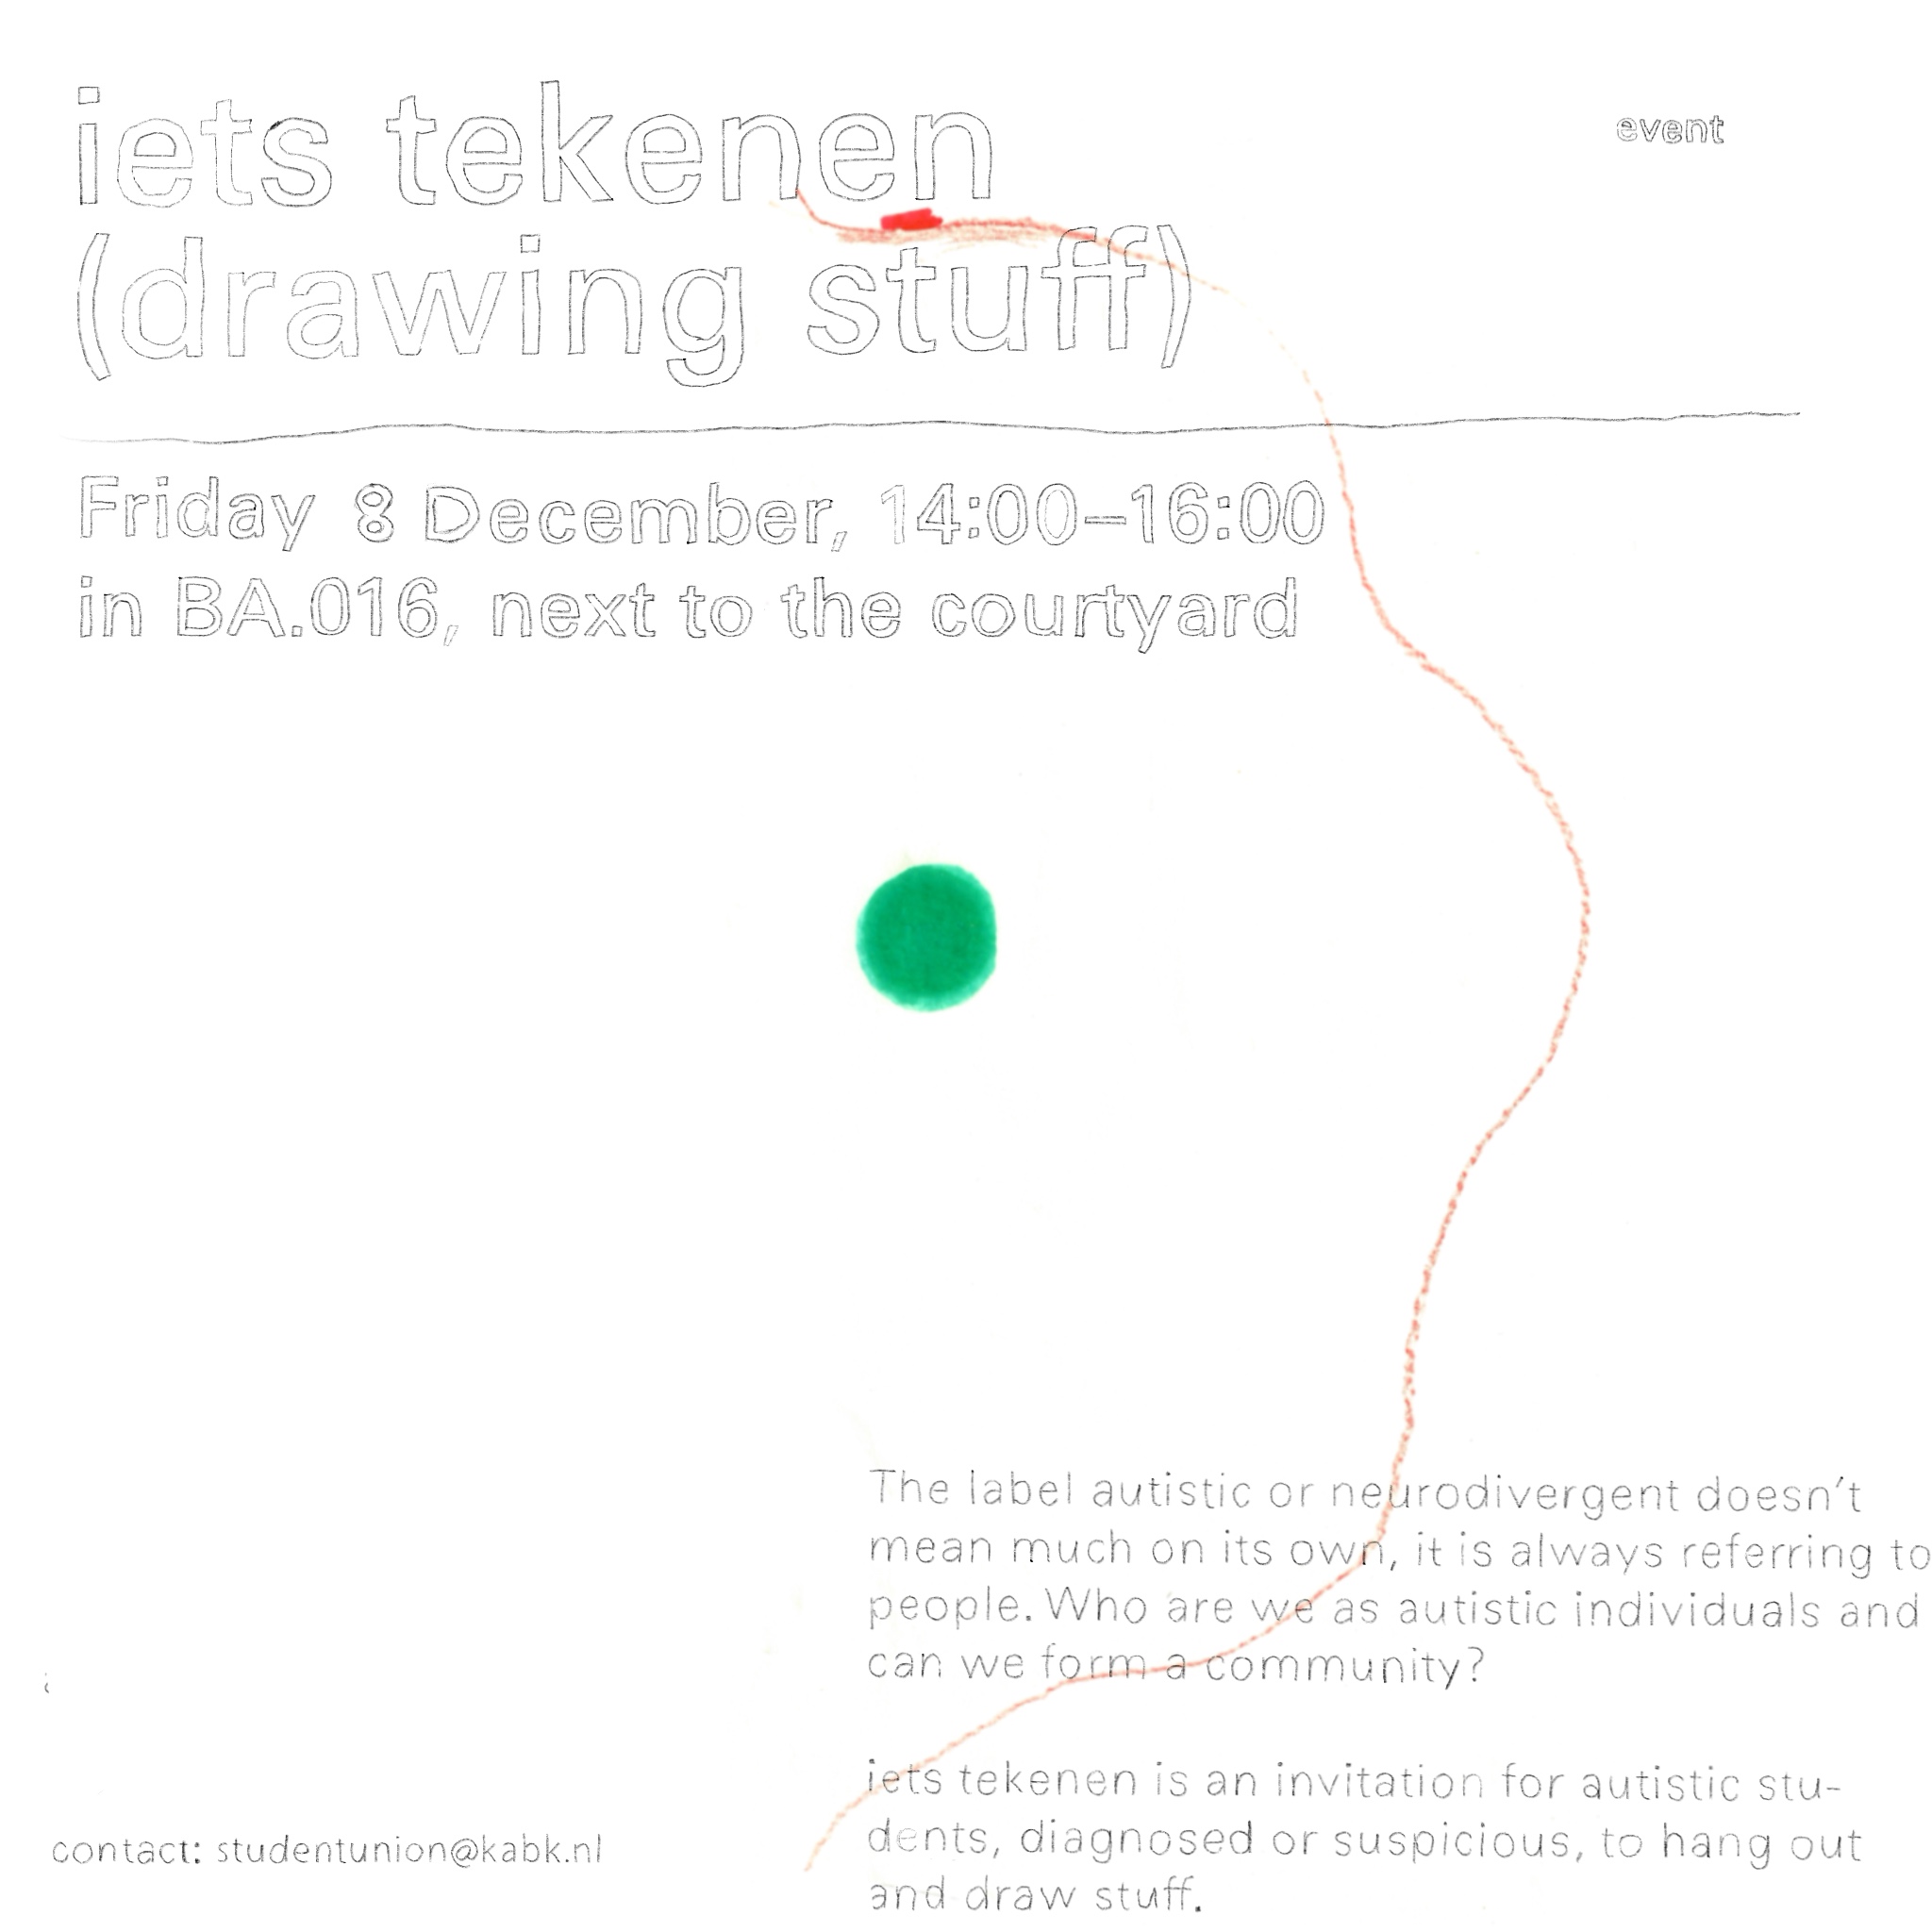 iets tekenen
event
(drawing stuff)
Friday 8 December, 14:00–16:00
in BA.016, next to the courtyard
The label autistic or neurodivergent doesn't
mean much on its own, it is always referring to
people. Who are we as autistic individuals and
can we form a community?
iets tekenen is an invitation for autistic stu-
dents, diagnosed or suspicious, to hang out
and draw stuff.
contact: studentunion@kabk.nl